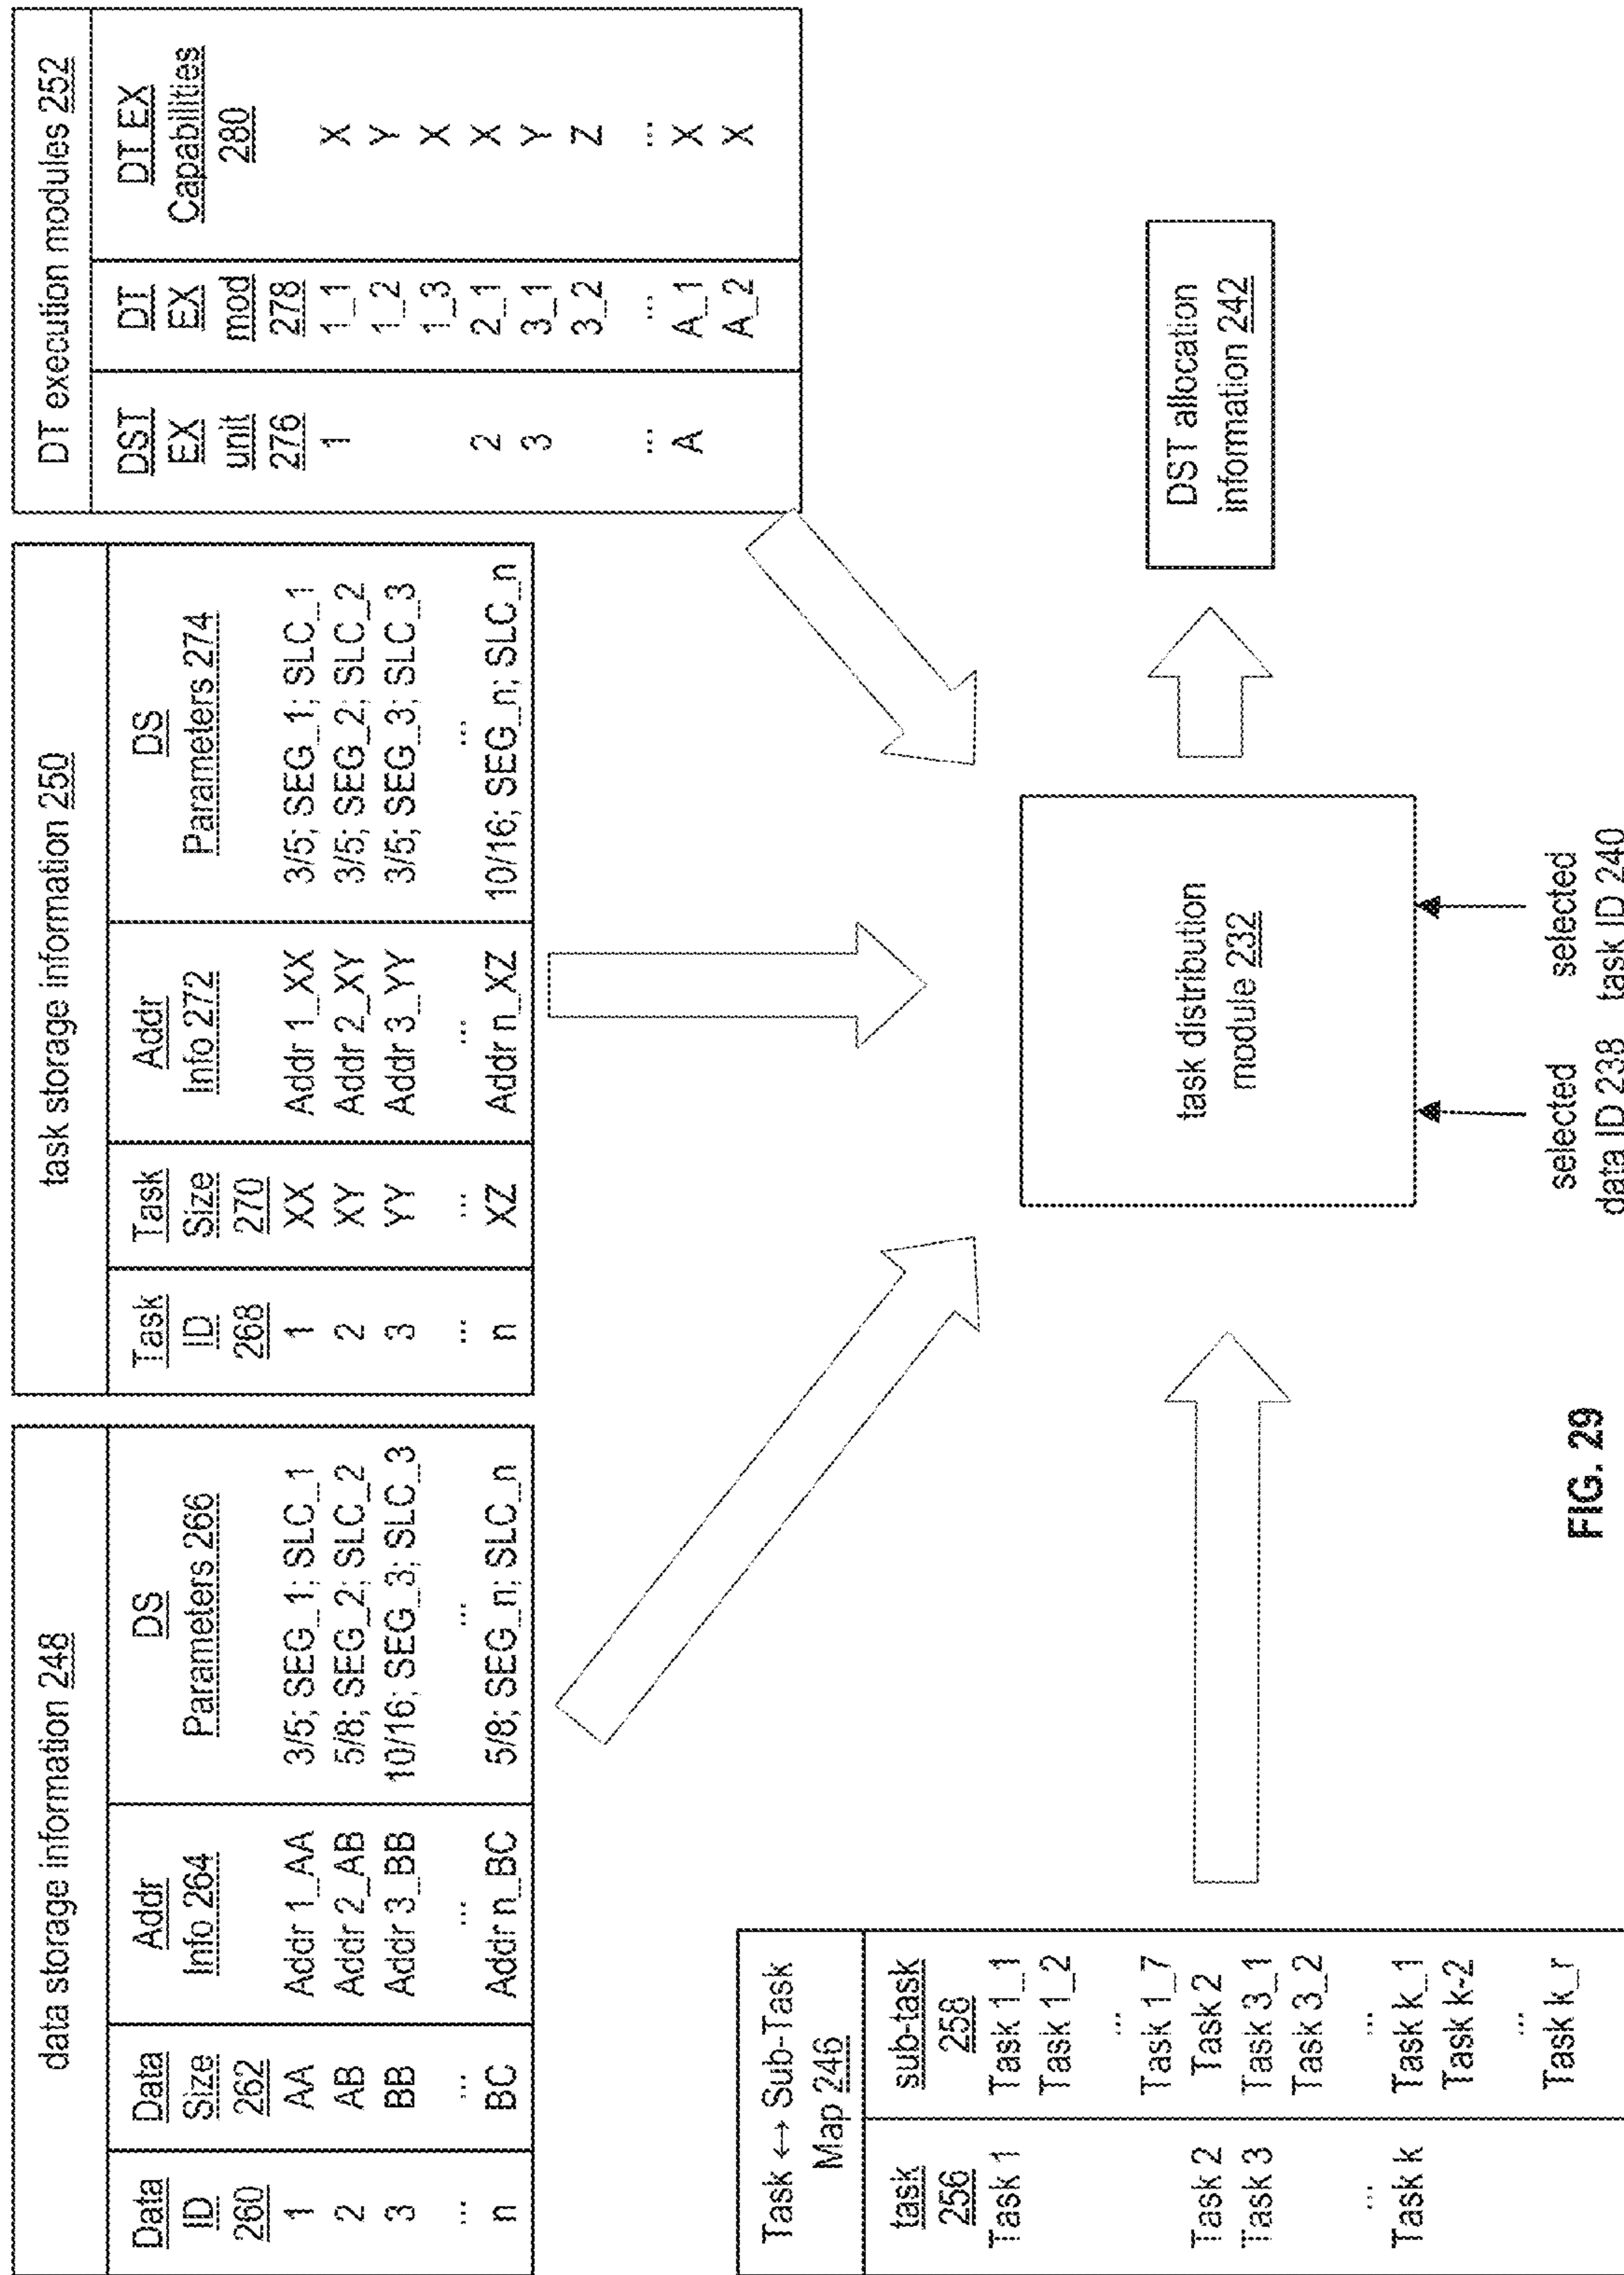 data storage information 248
Data ID 260 Data Size 262 Addr Info 264 DS Parameters 266
1 AA Addr 1_AA 3/5; SEG_1; SLC_1
2 AB Addr 2_AB 5/8; SEG_2; SLC_2
3 BB Addr 3_BB 10/16; SEG_3; SLC_3
... ... ... ...
n BC Addr n_BC 5/8; SEG_n; SLC_n
task storage information 250
Task ID 268 Task Size 270 Addr Info 272 DS Parameters 274
1 XX Addr 1_XX 3/5; SEG_1; SLC_1
2 XY Addr 2_XY 3/5; SEG_2; SLC_2
3 YY Addr 3_YY 3/5; SEG_3; SLC_3
... ... ... ...
n XZ Addr n_XZ 10/16; SEG_n; SLC_n
DT execution modules 252
DST EX unit 276 DT EX mod 278 DT EX Capabilities 280
1 1_1 X
1_2 Y
1_3 X
2 2_1 X
3 3_1 Y
3_2 Z
... ... ...
A A_1 X
A_2 X
Task ↔ Sub-Task
Map 246
task 256 sub-task 258
Task 1 Task 1_1
Task 1_2
...
Task 1_7
Task 2 Task 2
Task 3 Task 3_1
Task 3_2
... ...
Task k Task k_1
Task k-2
...
Task k_r
task distribution
module 232
DST allocation
information 242
selected
data ID 238
selected
task ID 240
FIG. 29